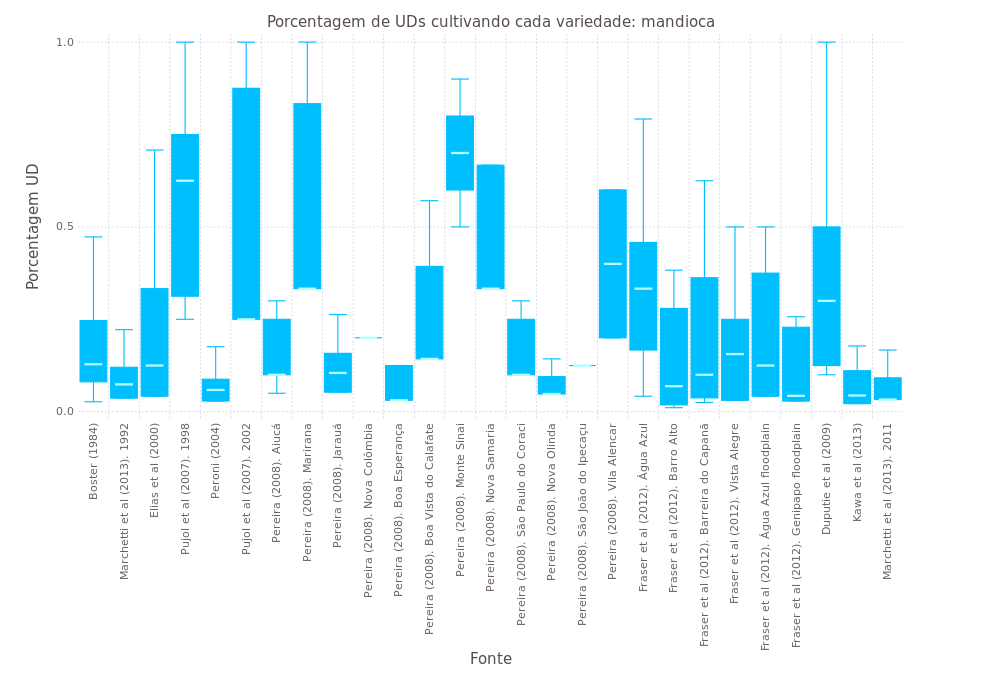 Porcentagem de UDs cultivando cada variedade: mandioca
Porcentagem UD
1.0
0.5
0.0
Boster (1984)
Marchetti et al (2013). 1992
Elias et al (2000)
Pujol et al (2007). 1998
Peroni (2004)
Pujol et al (2007). 2002
Pereira (2008). Aiucá
Pereira (2008). Marirana
Pereira (2008). Jarauá
Pereira (2008). Nova Colômbia
Pereira (2008). Boa Esperança
Pereira (2008). Boa Vista do Calafate
Pereira (2008). Monte Sinai
Pereira (2008). Nova Samaria
Pereira (2008). São Paulo do Coraci
Pereira (2008). Nova Olinda
Pereira (2008). São João do Ipecaçu
Pereira (2008). Vila Alencar
Fraser et al (2012). Água Azul
Fraser et al (2012). Barro Alto
Fraser et al (2012). Barreira do Capanã
Fraser et al (2012). Vista Alegre
Fraser et al (2012). Água Azul floodplain
Fraser et al (2012). Genipapo floodplain
Duputie et al (2009)
Kawa et al (2013)
Marchetti et al (2013). 2011
Fonte